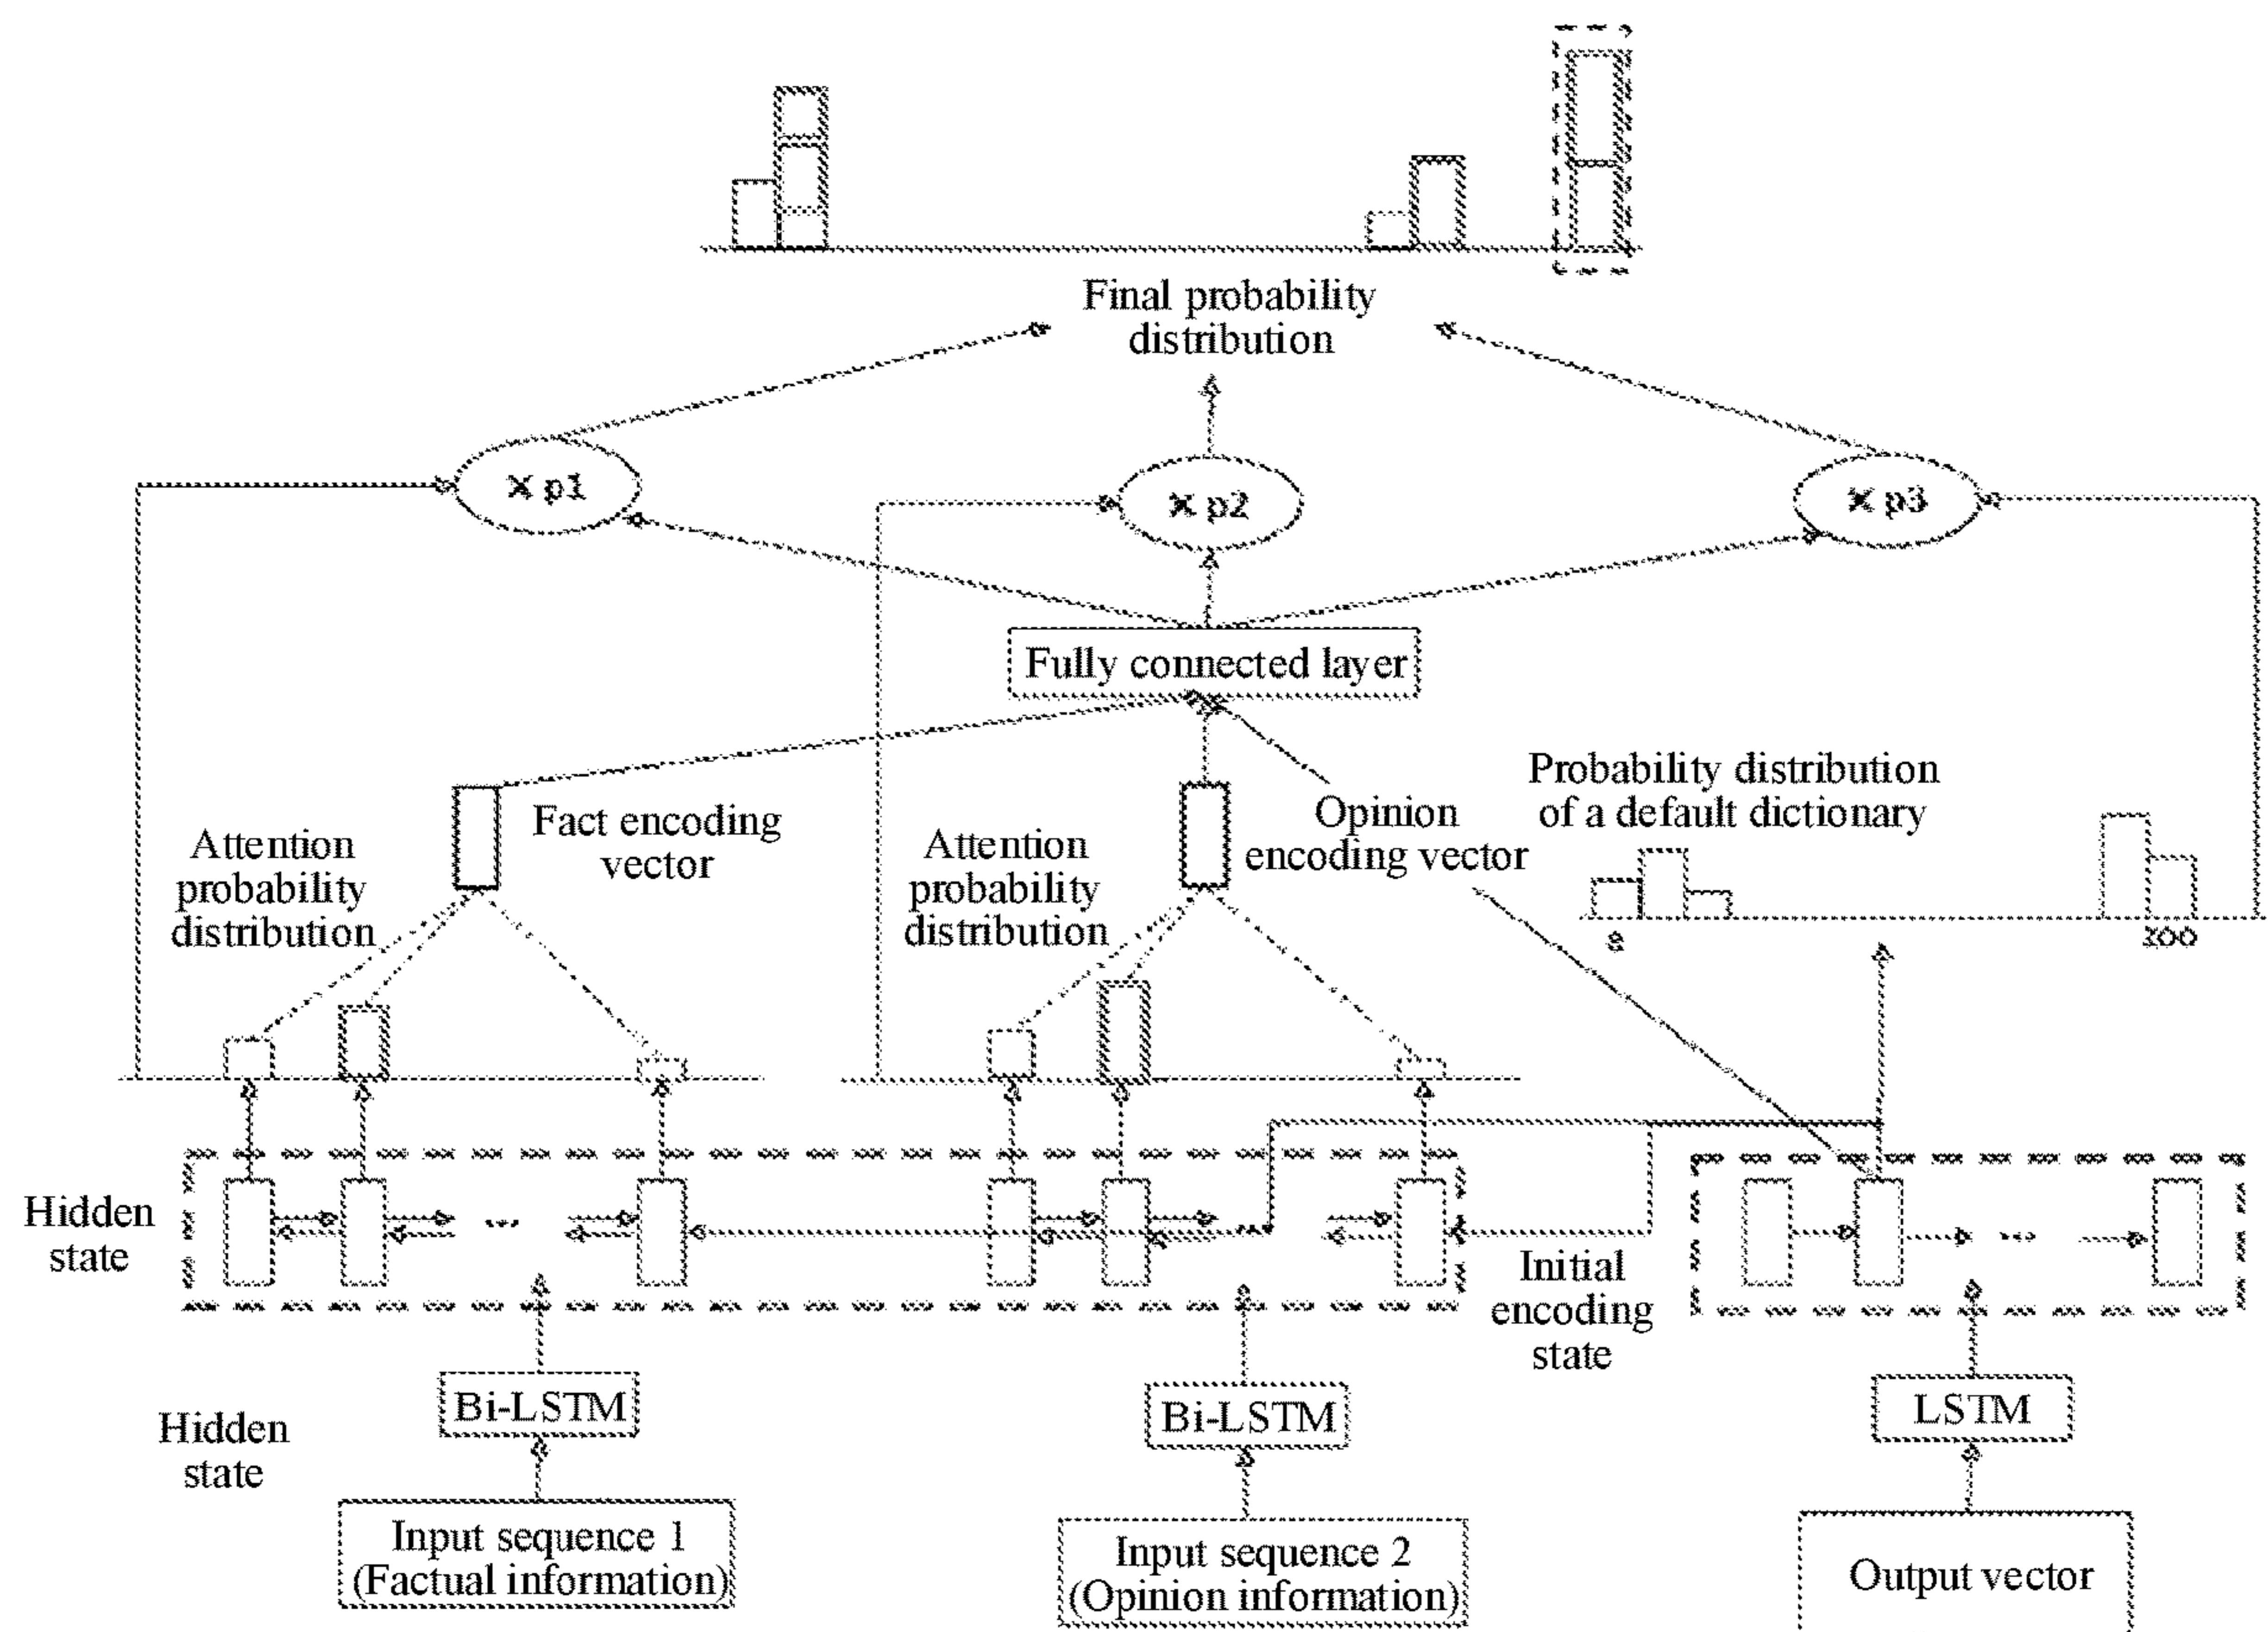 Final probability
distribution
× p1
× p2
× p3
Fully connected layer
Probability distribution
of a default dictionary
Fact encoding
vector
Opinion
encoding vector
Attention
probability
distribution
Attention
probability
distribution
a
zoo
Hidden
state
...
...
...
Initial
encoding
state
Bi-LSTM
Bi-LSTM
LSTM
Hidden
state
Input sequence 1
(Factual information)
Input sequence 2
(Opinion information)
Output vector